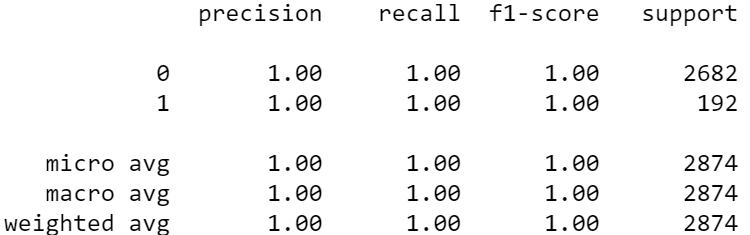 precision recall f1-score support
0 1.00 1.00 1.00 2682
1 1.00 1.00 1.00 192
micro avg 1.00 1.00 1.00 2874
macro avg 1.00 1.00 1.00 2874
weighted avg 1.00 1.00 1.00 2874